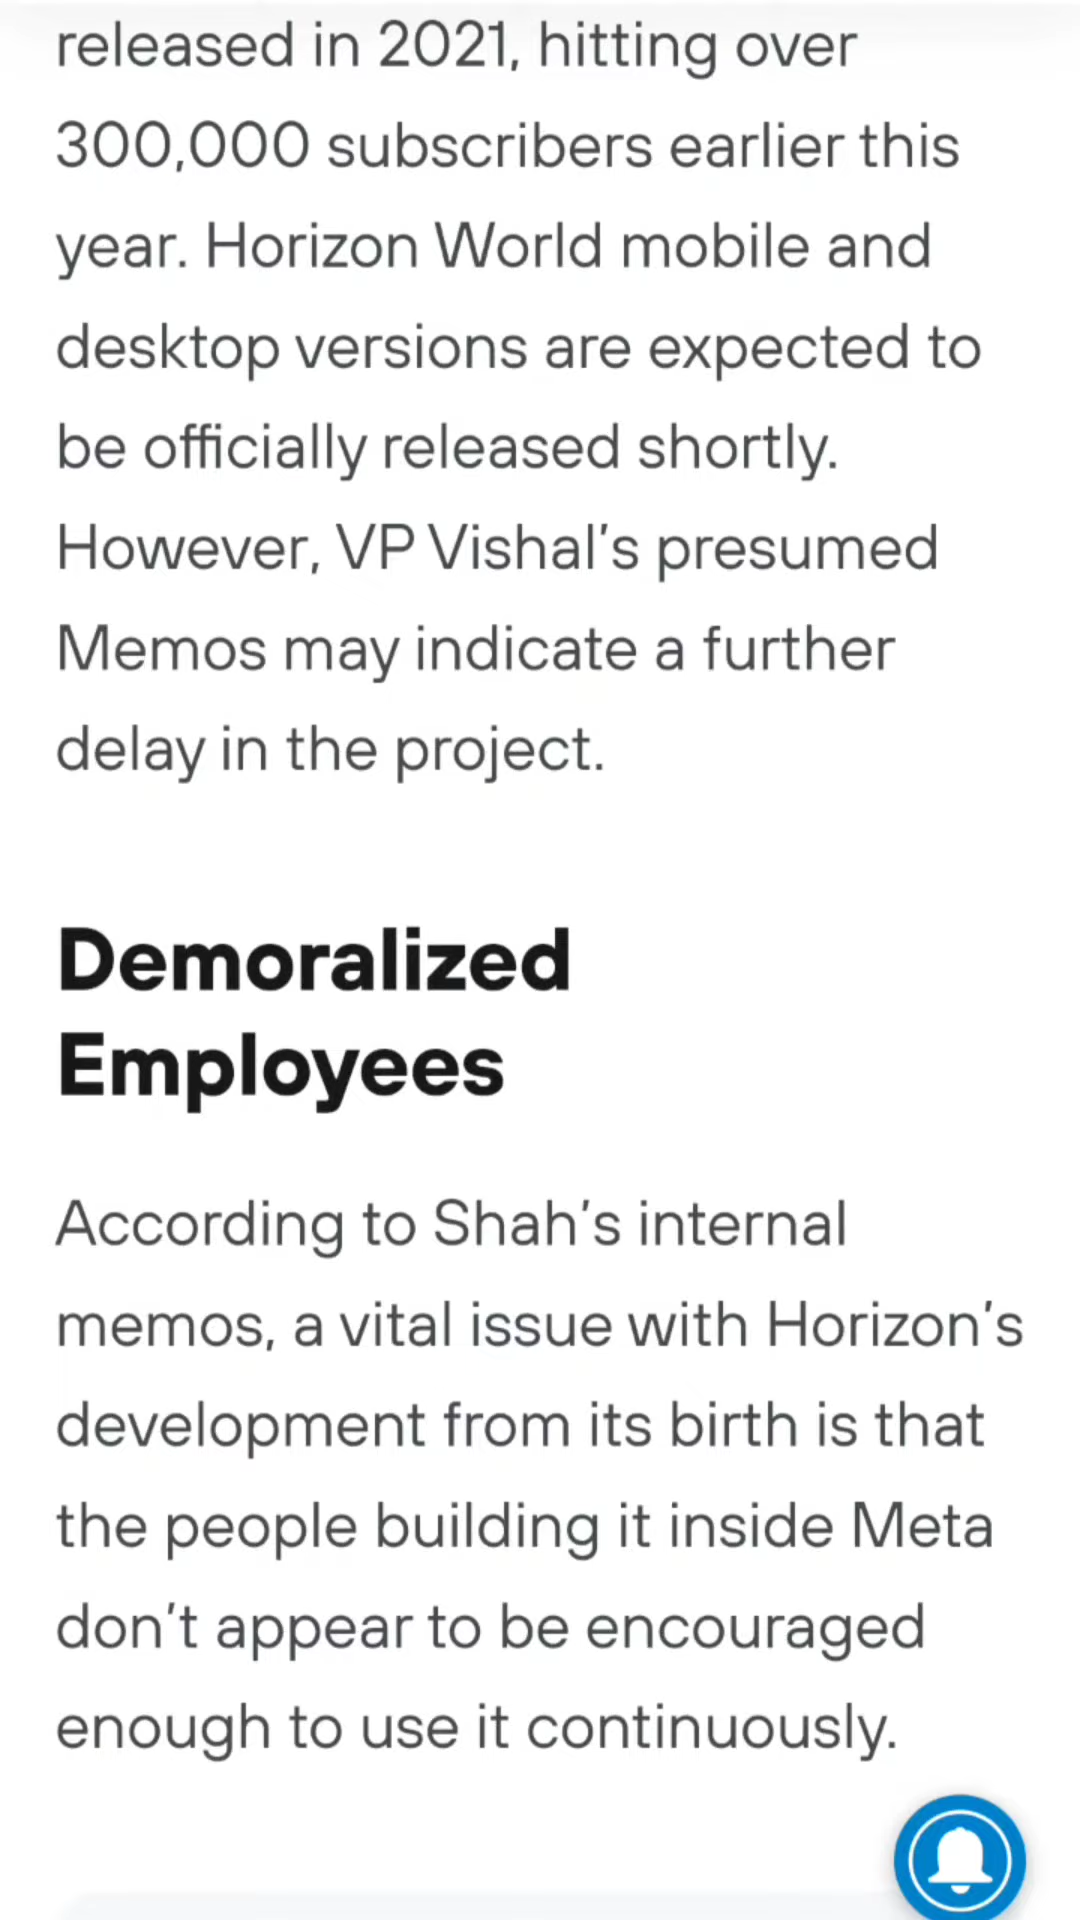 released in 2021, hitting over
300,000 subscribers earlier this
year. Horizon World mobile and
desktop versions are expected to
be officially released shortly.
However, VP Vishal’s presumed
Memos may indicate a further
delay in the project.
Demoralized
Employees
According to Shah’s internal
memos, a vital issue with Horizon’s
development from its birth is that
the people building it inside Meta
don’t appear to be encouraged
enough to use it continuously.